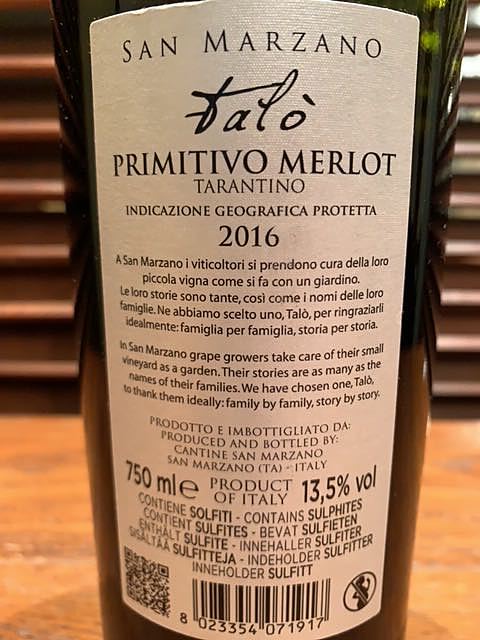 SAN MARZANO
Talò
PRIMITIVO MERLOT
TARANTINO
INDICAZIONE GEOGRAFICA PROTETTA
2016
A San Marzano i viticoltori si prendono cura della loro
piccola vigna come si fa con un giardino.
Le loro storie sono tante, così come i nomi delle loro
famiglie. Ne abbiamo scelto uno, Talò, per ringraziarli
idealmente: famiglia per famiglia, storia per storia.
In San Marzano grape growers take care of their small
vineyard as a garden. Their stories are as many as the
names of their families. We have chosen one, Talò,
to thank them ideally: family by family, story by story.
PRODOTTO E IMBOTTIGLIATO DA:
PRODUCED AND BOTTLED BY:
CANTINE SAN MARZANO
SAN MARZANO (TA) - ITALY
750 ml e PRODUCT OF ITALY 13,5% vol
CONTIENE SOLFITI - CONTAINS SULPHITES
CONTIENT SULFITES - BEVAT SULFIETEN
ENTHÄLT SULFITE - INNEHALLER SULFITER
SISÄLTÄÄ SULFIITTEJA - INDEHOLDER SULFITTER
INNEHOLDER SULFITT
8 023354 071917